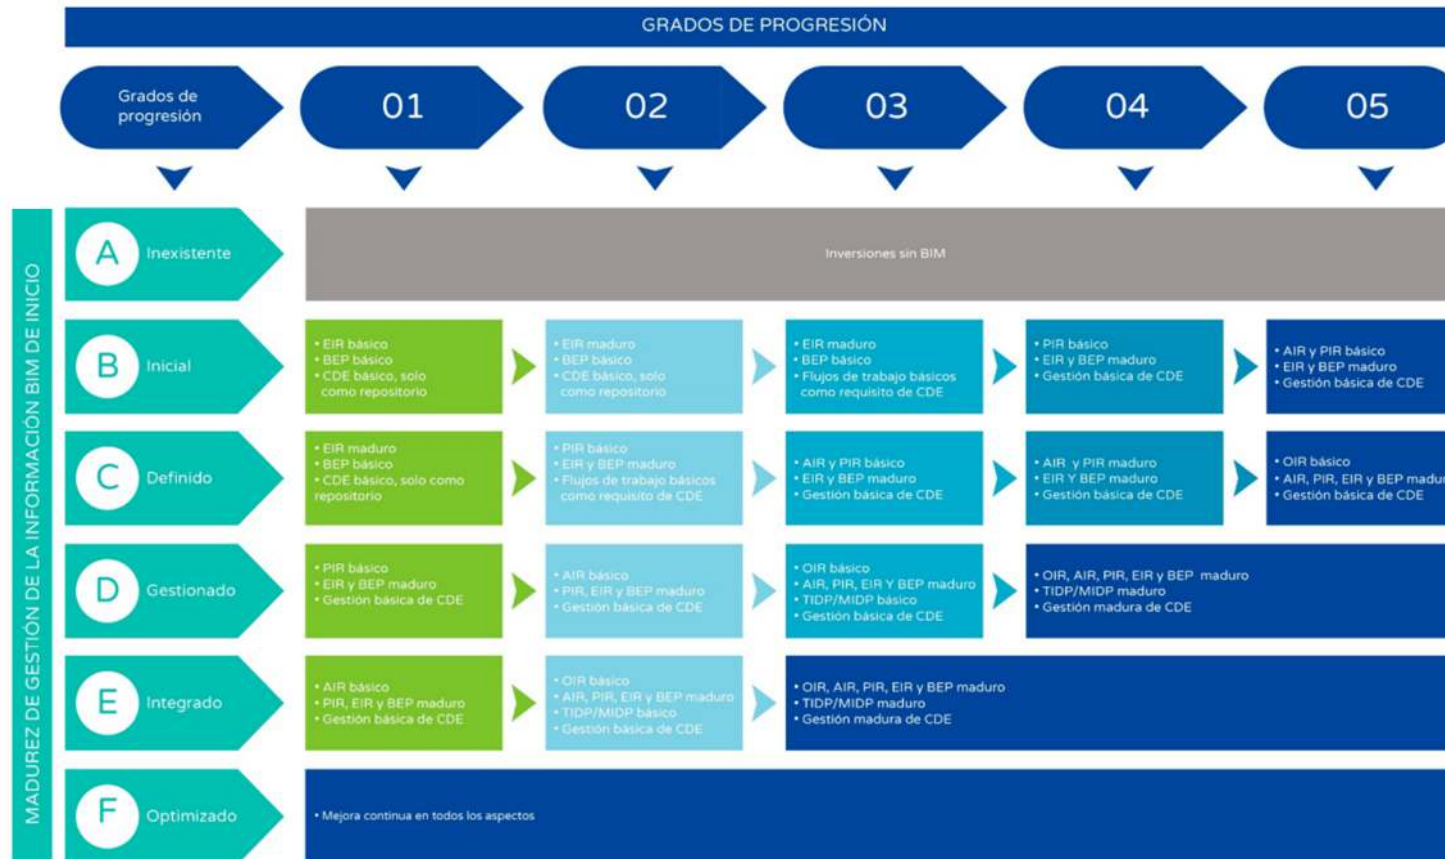 GRADOS DE PROGRESIÓN
Grados de
progresión
01
02
03
04
05
MADUREZ DE GESTIÓN DE LA INFORMACIÓN BIM DE INICIO
A
Inexistente
Inversiones sin BIM
B
Inicial
• EIR básico
• BEP básico
• CDE básico, solo
como repositorio
• EIR maduro
• BEP básico
• CDE básico, solo
como repositorio
• EIR maduro
• BEP básico
• Flujos de trabajo básicos
como requisito de CDE
• PIR básico
• EIR y BEP maduro
• Gestión básica de CDE
• AIR y PIR básico
• EIR y BEP maduro
• Gestión básica de CDE
C
Definido
• EIR maduro
• BEP básico
• CDE básico, solo como
repositorio
• PIR básico
• EIR y BEP maduro
• Flujos de trabajo básicos
como requisito de CDE
• AIR y PIR básico
• EIR y BEP maduro
• Gestión básica de CDE
• AIR y PIR maduro
• EIR Y BEP maduro
• Gestión básica de CDE
• OIR básico
• AIR, PIR, EIR y BEP madur
• Gestión básica de CDE
D
Gestionado
• PIR básico
• EIR y BEP maduro
• Gestión básica de CDE
• AIR básico
• PIR, EIR y BEP maduro
• Gestión básica de CDE
• OIR básico
• AIR, PIR, EIR Y BEP maduro
• TIDP/MIDP básico
• Gestión básica de CDE
• OIR, AIR, PIR, EIR y BEP maduro
• TIDP/MIDP maduro
• Gestión madura de CDE
E
Integrado
• AIR básico
• PIR, EIR y BEP maduro
• Gestión básica de CDE
• OIR básico
• AIR, PIR, EIR y BEP maduro
• TIDP/MIDP básico
• Gestión básica de CDE
• OIR, AIR, PIR, EIR y BEP maduro
• TIDP/MIDP maduro
• Gestión madura de CDE
F
Optimizado
• Mejora continua en todos los aspectos